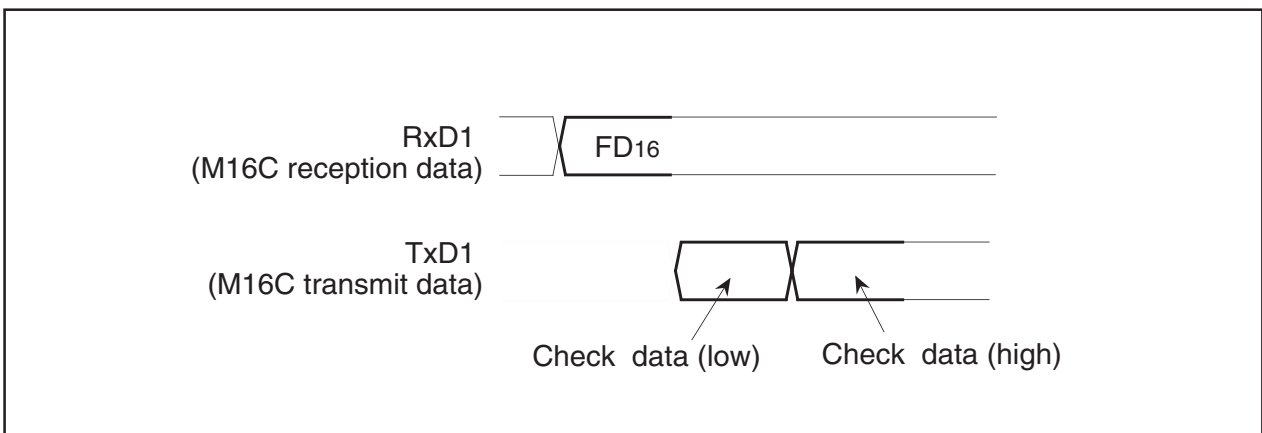 RxD1
(M16C reception data)
FD16
TxD1
(M16C transmit data)
Check data (low)
Check data (high)